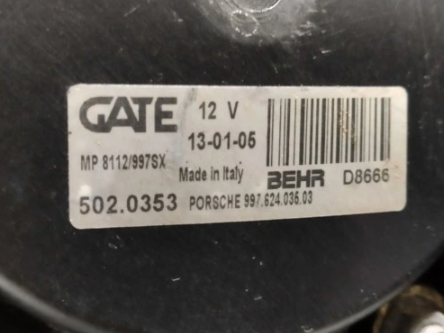 GATE 12 V
13-01-05
MP 8112/997SX Made in Italy BEHR D8666
502.0353 PORSCHE 997.624.035.03